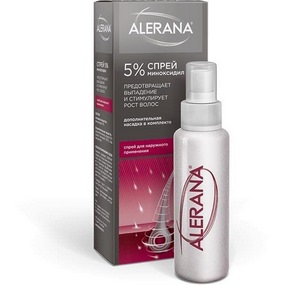 ALERANA®
5% СПРЕЙ
МИНОКСИДИЛ
ПРЕДОТВРАЩАЕТ
ВЫПАДЕНИЕ
И СТИМУЛИРУЕТ
РОСТ ВОЛОС
дополнительная
насадка в комплекте
спрей для наружного
применения
ALERANA®